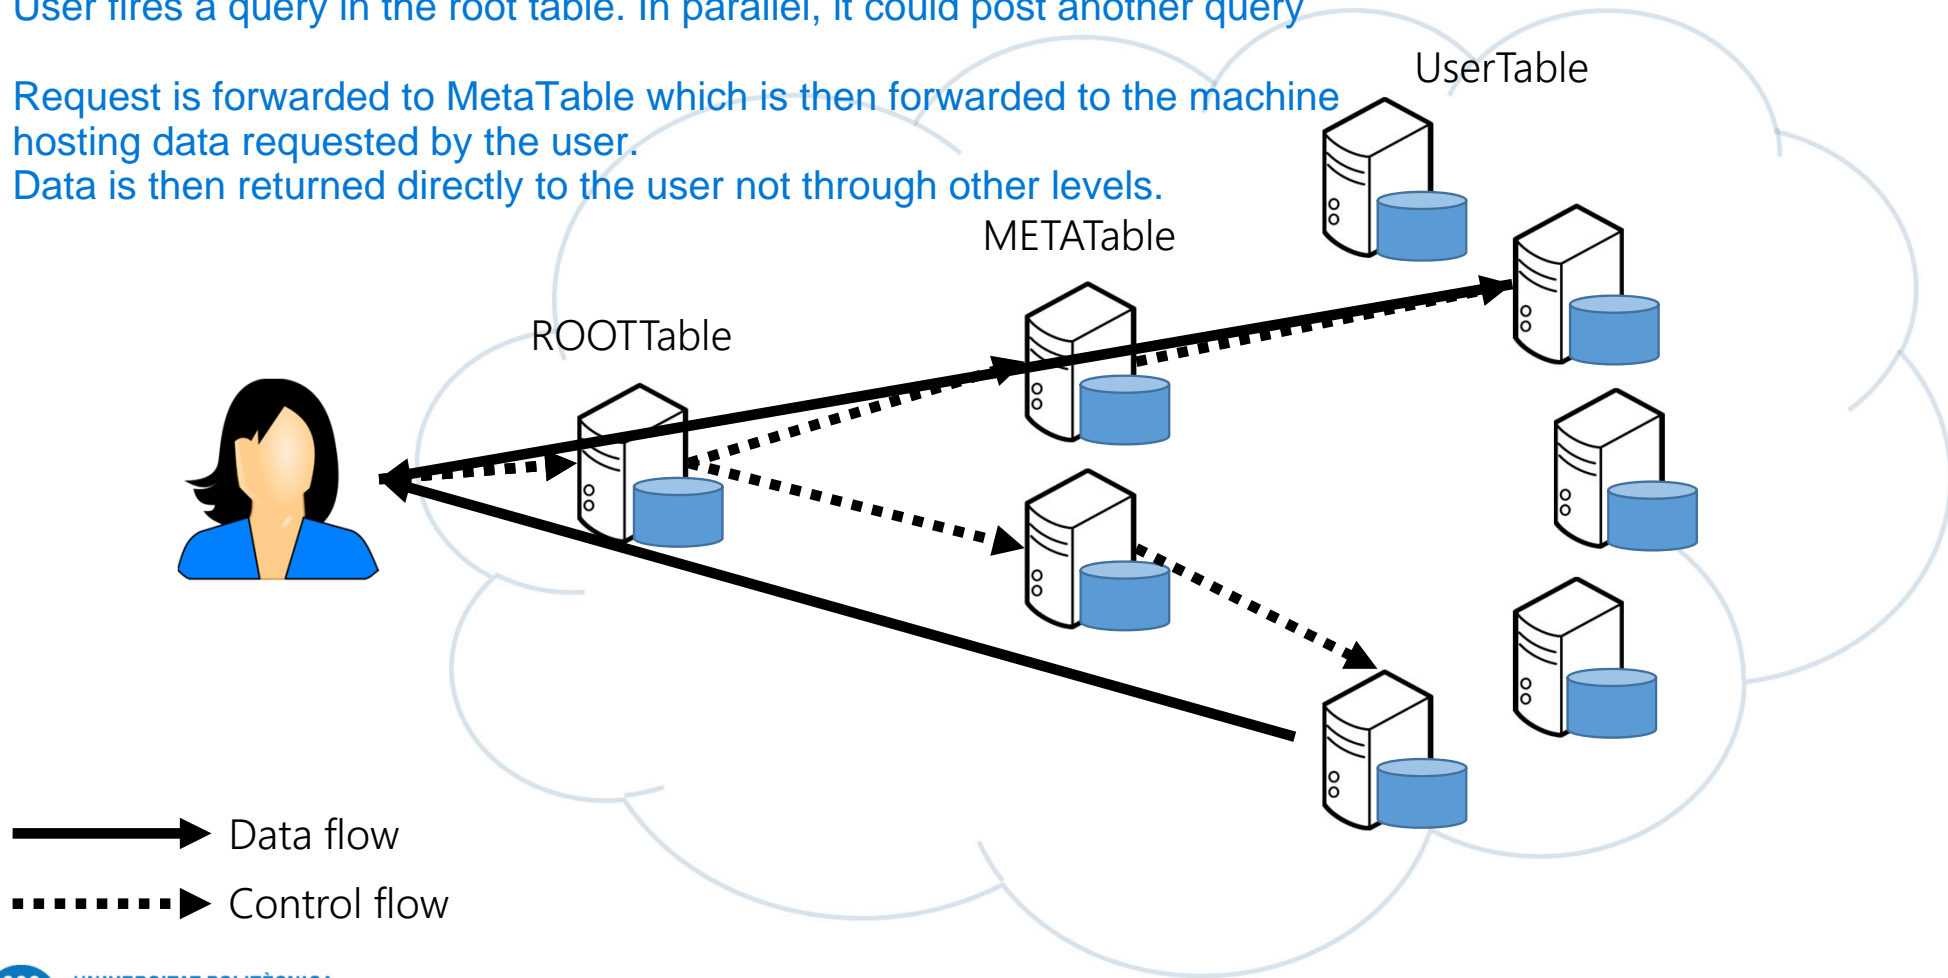 User fires a query in the root table. In parallel, it could post another query
Request is forwarded to MetaTable which is then forwarded to the machine
hosting data requested by the user.
Data is then returned directly to the user not through other levels.
UserTable
METATable
ROOTTable
Data flow
Control flow
UNIVERSITAT POLITÈCNICA